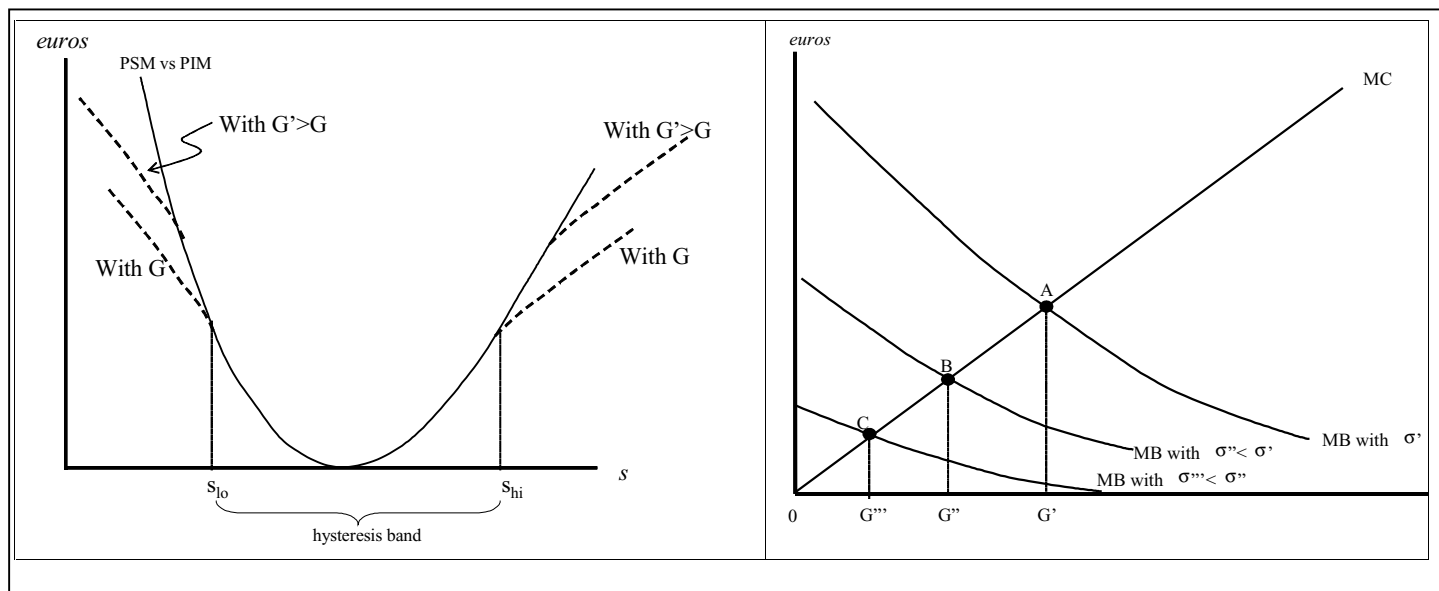 euros
PSM vs PIM
With G’>G
With G’>G
With G
With G
s
slo
shi
hysteresis band
euros
MC
A
B
C
MB with σ’
MB with σ”< σ’
MB with σ”’< σ”
0
G”’
G”
G’